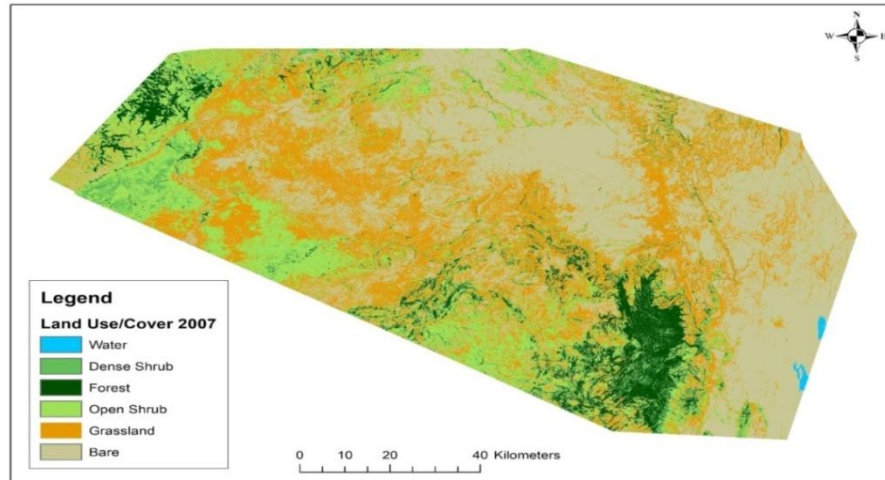 N
W E
S
Legend
Land Use/Cover 2007
Water
Dense Shrub
Forest
Open Shrub
Grassland
Bare
0 10 20 40 Kilometers